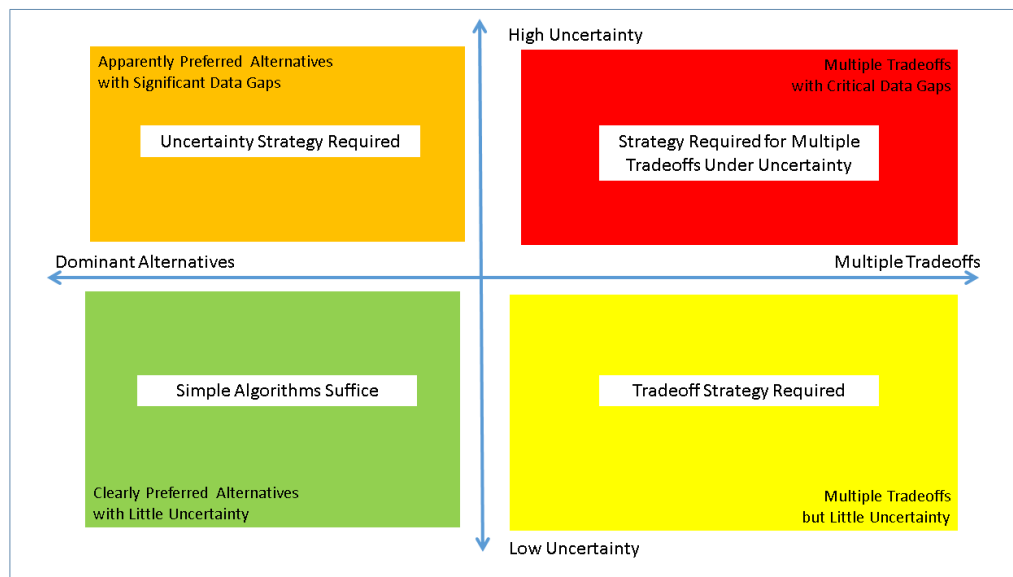 High Uncertainty
Apparently Preferred Alternatives
with Significant Data Gaps
Uncertainty Strategy Required
Multiple Tradeoffs
with Critical Data Gaps
Strategy Required for Multiple
Tradeoffs Under Uncertainty
Dominant Alternatives
Multiple Tradeoffs
Simple Algorithms Suffice
Clearly Preferred Alternatives
with Little Uncertainty
Tradeoff Strategy Required
Multiple Tradeoffs
but Little Uncertainty
Low Uncertainty